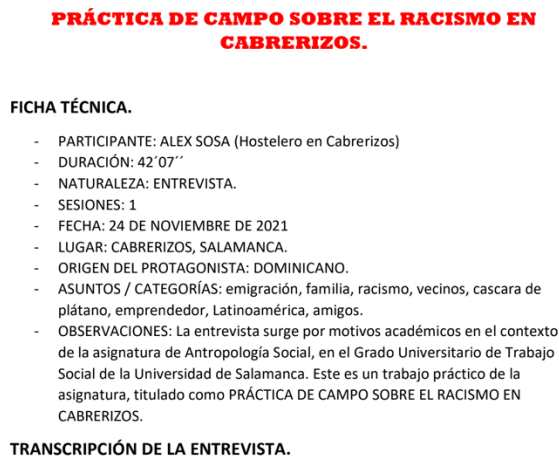 PRÁCTICA DE CAMPO SOBRE EL RACISMO EN
CABRERIZOS.
FICHA TÉCNICA.
- PARTICIPANTE: ALEX SOSA (Hostelero en Cabrerizos)
- DURACIÓN: 42´07´´
- NATURALEZA: ENTREVISTA.
- SESIONES: 1
- FECHA: 24 DE NOVIEMBRE DE 2021
- LUGAR: CABRERIZOS, SALAMANCA.
- ORIGEN DEL PROTAGONISTA: DOMINICANO.
- ASUNTOS / CATEGORÍAS: emigración, familia, racismo, vecinos, cascara de
plátano, emprendedor, Latinoamérica, amigos.
- OBSERVACIONES: La entrevista surge por motivos académicos en el contexto
de la asignatura de Antropología Social, en el Grado Universitario de Trabajo
Social de la Universidad de Salamanca. Este es un trabajo práctico de la
asignatura, titulado como PRÁCTICA DE CAMPO SOBRE EL RACISMO EN
CABRERIZOS.
TRANSCRIPCIÓN DE LA ENTREVISTA.